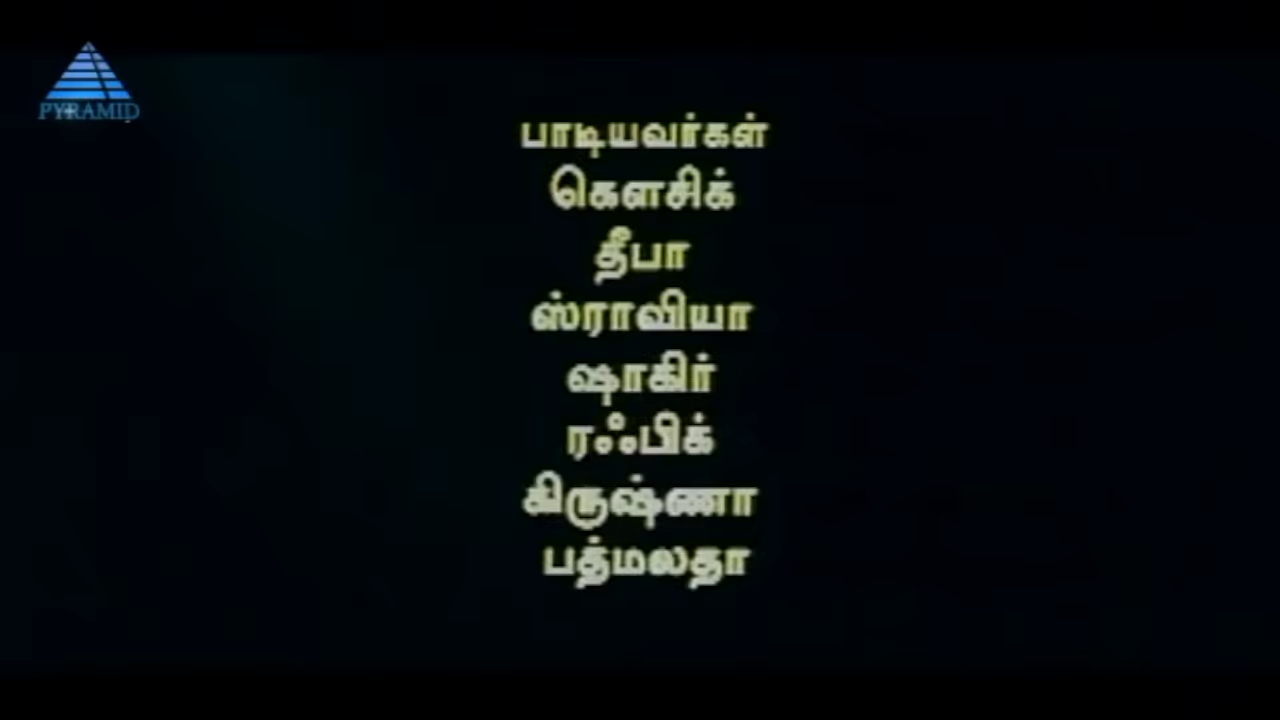 PYRAMID
பாடியவர்கள்
கௌசிக்
தீபா
ஸ்ராவியா
ஷாகிர்
ரஃபிக்
கிருஷ்ணா
பத்மலதா